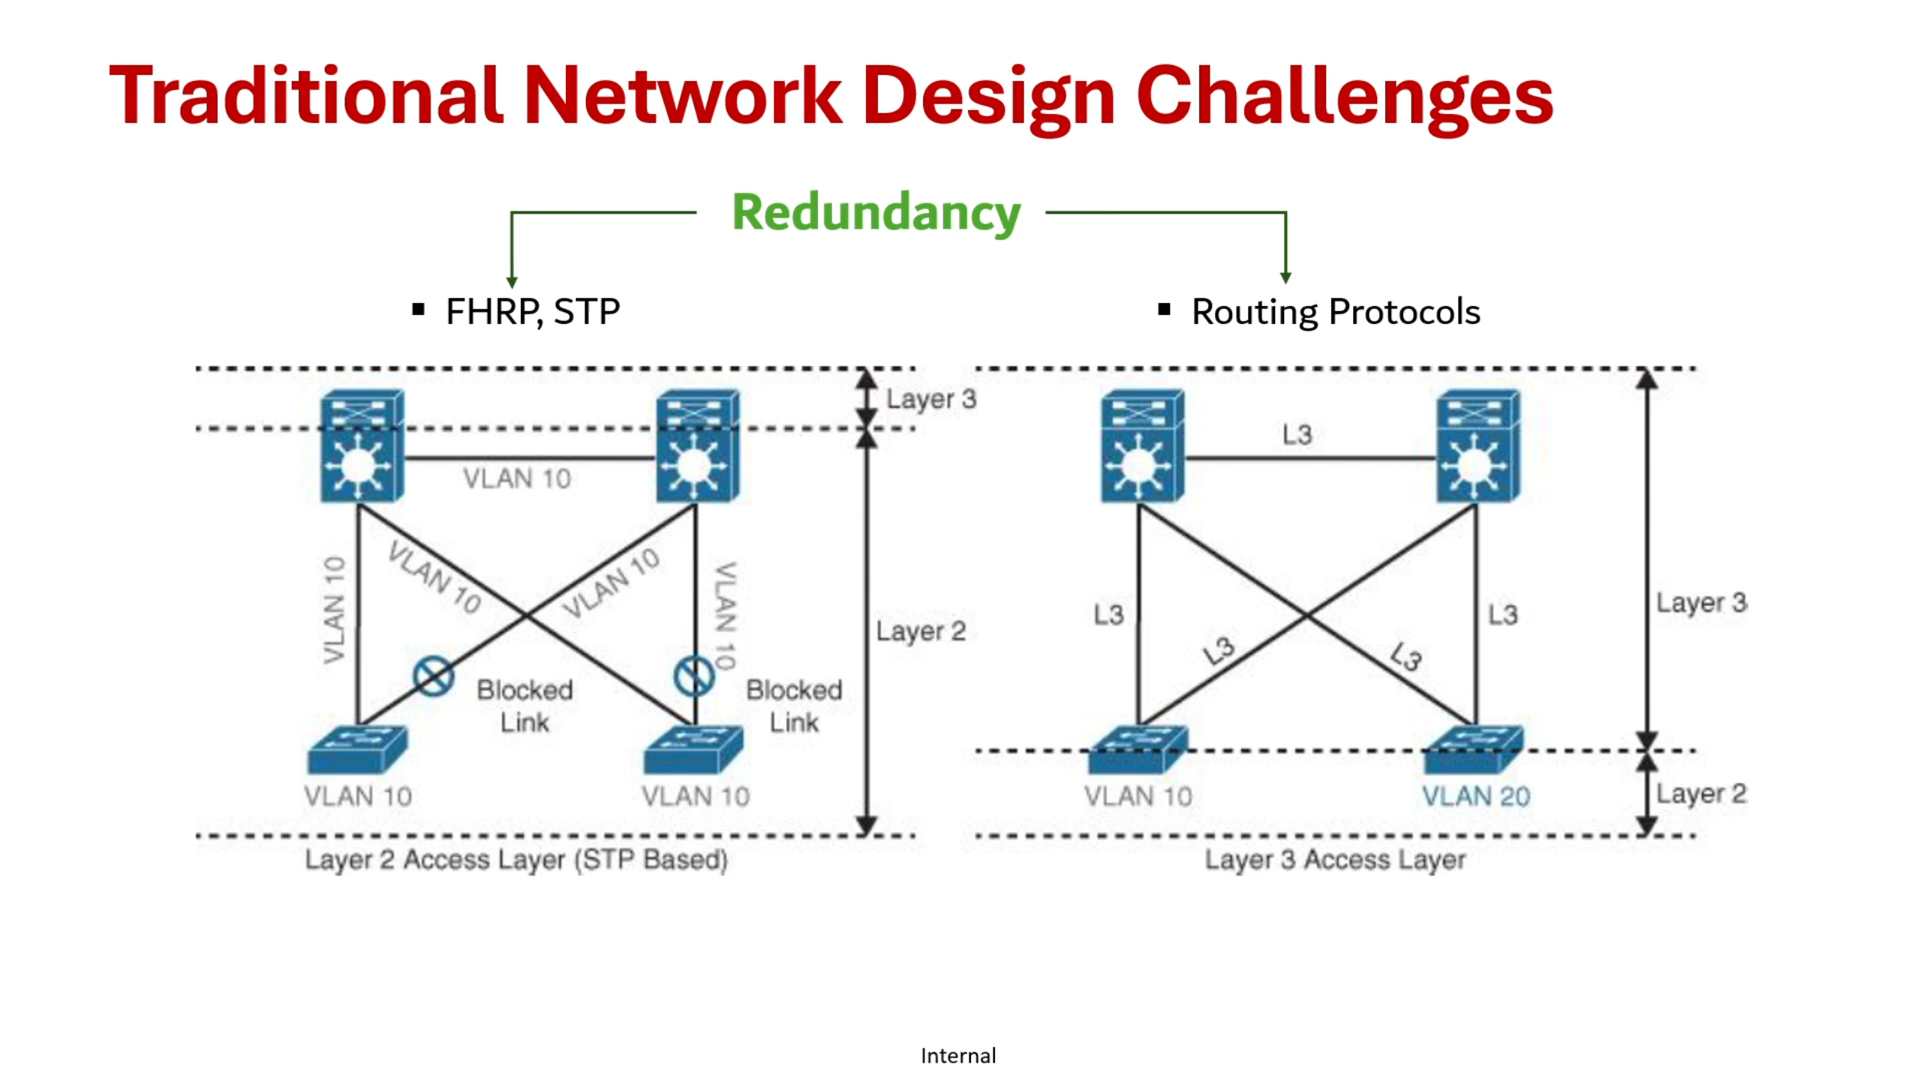 Traditional Network Design Challenges
Redundancy
▪ FHRP, STP
▪ Routing Protocols
Layer 3
VLAN 10
VLAN 10
VLAN 10
VLAN 10
VLAN 10
Layer 2
Blocked
Link
Blocked
Link
VLAN 10
VLAN 10
Layer 2 Access Layer (STP Based)
L3
L3
L3
L3
L3
Layer 3
VLAN 10
VLAN 20
Layer 2
Layer 3 Access Layer
Internal